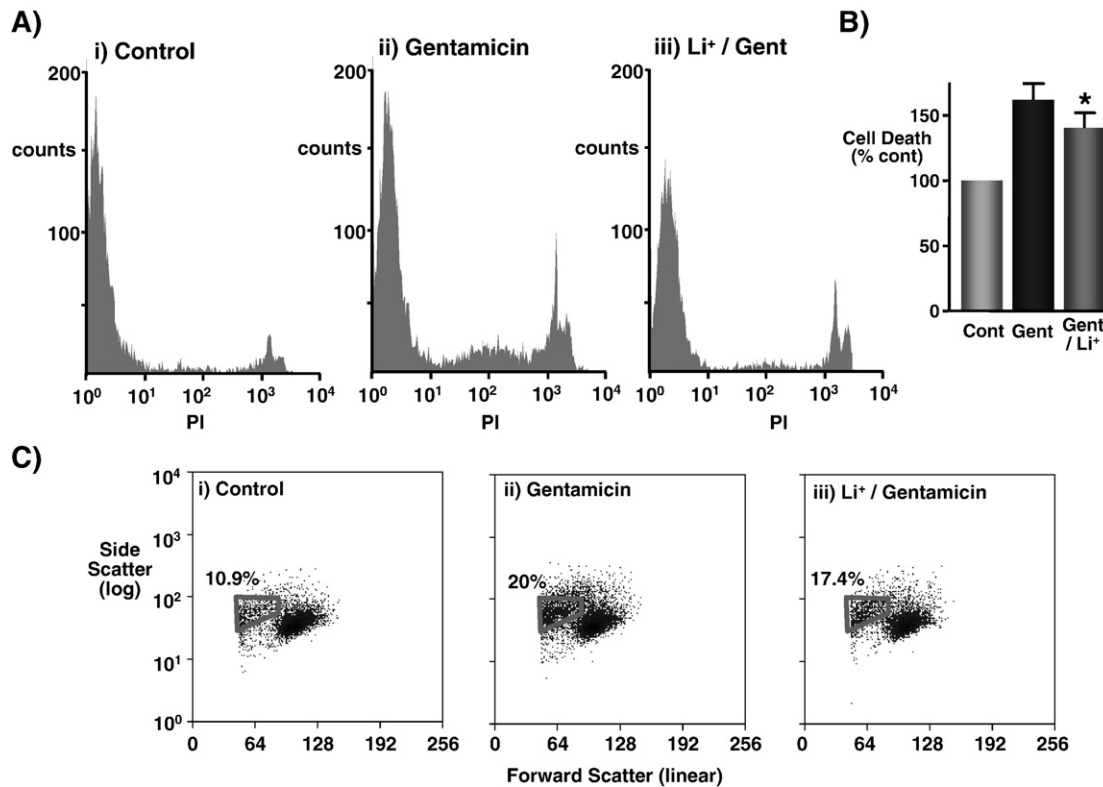 A)
B)
i) Control
ii) Gentamicin
iii) Li⁺ / Gent
200
counts
100
10⁰ 10¹ 10² 10³ 10⁴
PI
200
counts
100
10⁰ 10¹ 10² 10³ 10⁴
PI
200
counts
100
10⁰ 10¹ 10² 10³ 10⁴
PI
*
Cell Death
(% cont)
150
100
50
0
Cont Gent Gent
/ Li⁺
C)
i) Control
ii) Gentamicin
iii) Li⁺ / Gentamicin
Side
Scatter
(log)
10⁴
10³
10²
10¹
10⁰
10.9%
20%
17.4%
0 64 128 192 256
0 64 128 192 256
0 64 128 192 256
Forward Scatter (linear)